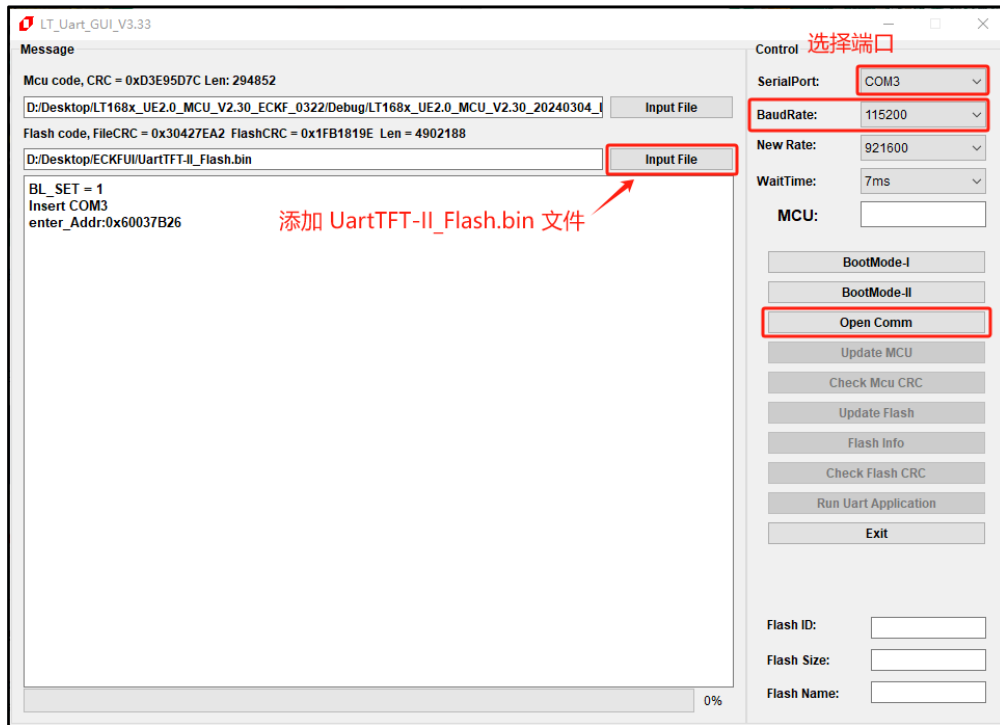 LT_Uart_GUI_V3.33
Message
Mcu code, CRC = 0xD3E95D7C Len: 294852
D:/Desktop/LT168x_UE2.0_MCU_V2.30_ECKF_0322/Debug/LT168x_UE2.0_MCU_V2.30_20240304_I
Input File
Flash code, FileCRC = 0x30427EA2 FlashCRC = 0x1FB1819E Len = 4902188
D:/Desktop/ECKFUI/UartTFT-II_Flash.bin
Input File
BL_SET = 1
Insert COM3
enter_Addr:0x60037B26
添加 UartTFT-II_Flash.bin 文件
0%
Control 选择端口
SerialPort: COM3
BaudRate: 115200
New Rate: 921600
WaitTime: 7ms
MCU:
BootMode-I
BootMode-II
Open Comm
Update MCU
Check Mcu CRC
Update Flash
Flash Info
Check Flash CRC
Run Uart Application
Exit
Flash ID:
Flash Size:
Flash Name: